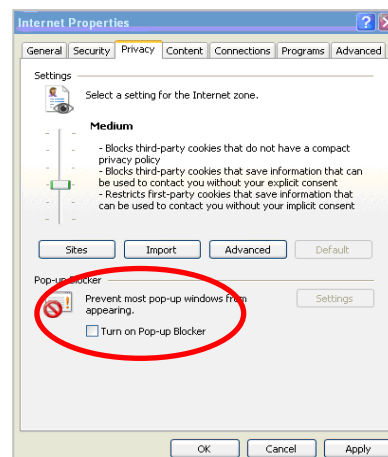 Internet Properties
General Security Privacy Content Connections Programs Advanced
Settings
Select a setting for the Internet zone.
Medium
- Blocks third-party cookies that do not have a compact
privacy policy
- Blocks third-party cookies that save information that can
be used to contact you without your explicit consent
- Restricts first-party cookies that save information that
can be used to contact you without your implicit consent
Sites Import Advanced Default
Pop-up Blocker
Prevent most pop-up windows from Settings
appearing.
Turn on Pop-up Blocker
OK Cancel Apply